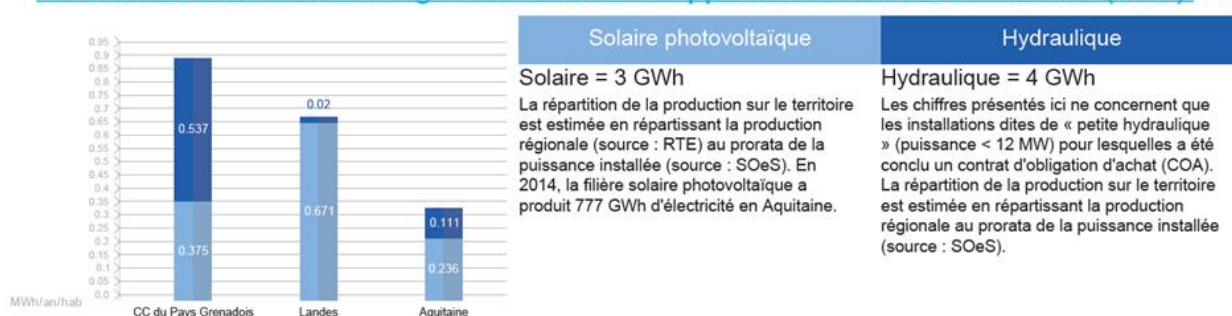 0.95
0.9
0.85
0.8
0.75
0.7
0.65
0.6
0.55
0.5
0.45
0.4
0.35
0.3
0.25
0.2
0.15
0.1
0.05
0.0
MWh/an/hab
0.537
0.375
CC du Pays Grenadois
0.02
0.671
Landes
0.111
0.236
Aquitaine
Solaire photovoltaïque
Solaire = 3 GWh
La répartition de la production sur le territoire
est estimée en répartissant la production
régionale (source : RTE) au prorata de la
puissance installée (source : SOeS). En
2014, la filière solaire photovoltaïque a
produit 777 GWh d'électricité en Aquitaine.
Hydraulique
Hydraulique = 4 GWh
Les chiffres présentés ici ne concernent que
les installations dites de « petite hydraulique
» (puissance < 12 MW) pour lesquelles a été
conclu un contrat d'obligation d'achat (COA).
La répartition de la production sur le territoire
est estimée en répartissant la production
régionale au prorata de la puissance installée
(source : SOeS).